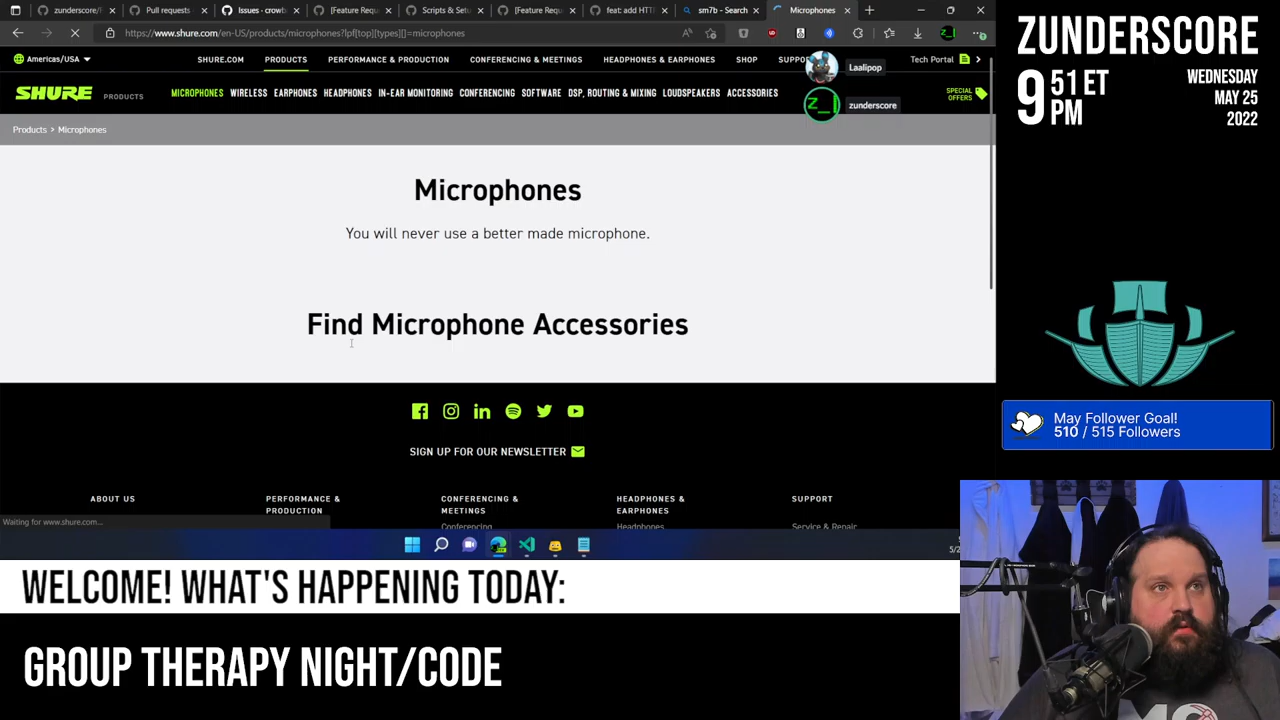 zunderscore/F
Pull requests
Issues · crowb
[Feature Requ
Scripts & Setu
[Feature Requ
feat: add HTT
sm7b - Search
Microphones
https://www.shure.com/en-US/products/microphones?lpf[top][types][]=microphones
Americas/USA
SHURE.COM
PRODUCTS
PERFORMANCE & PRODUCTION
CONFERENCING & MEETINGS
HEADPHONES & EARPHONES
SHOP
SUPPO
Tech Portal
Laalipop
SHURE
PRODUCTS
MICROPHONES
WIRELESS
EARPHONES
HEADPHONES
IN-EAR MONITORING
CONFERENCING
SOFTWARE
DSP, ROUTING & MIXING
LOUDSPEAKERS
ACCESSORIES
SPECIAL
OFFERS
zunderscore
Products > Microphones
Microphones
You will never use a better made microphone.
Find Microphone Accessories
SIGN UP FOR OUR NEWSLETTER
ABOUT US
PERFORMANCE &
PRODUCTION
CONFERENCING &
MEETINGS
Conferencing
HEADPHONES &
EARPHONES
Headphones
SUPPORT
Service & Repair
Waiting for www.shure.com...
ZUNDERSCORE
9 51 ET
PM
WEDNESDAY
MAY 25
2022
May Follower Goal!
510 / 515 Followers
WELCOME! WHAT'S HAPPENING TODAY:
GROUP THERAPY NIGHT/CODE